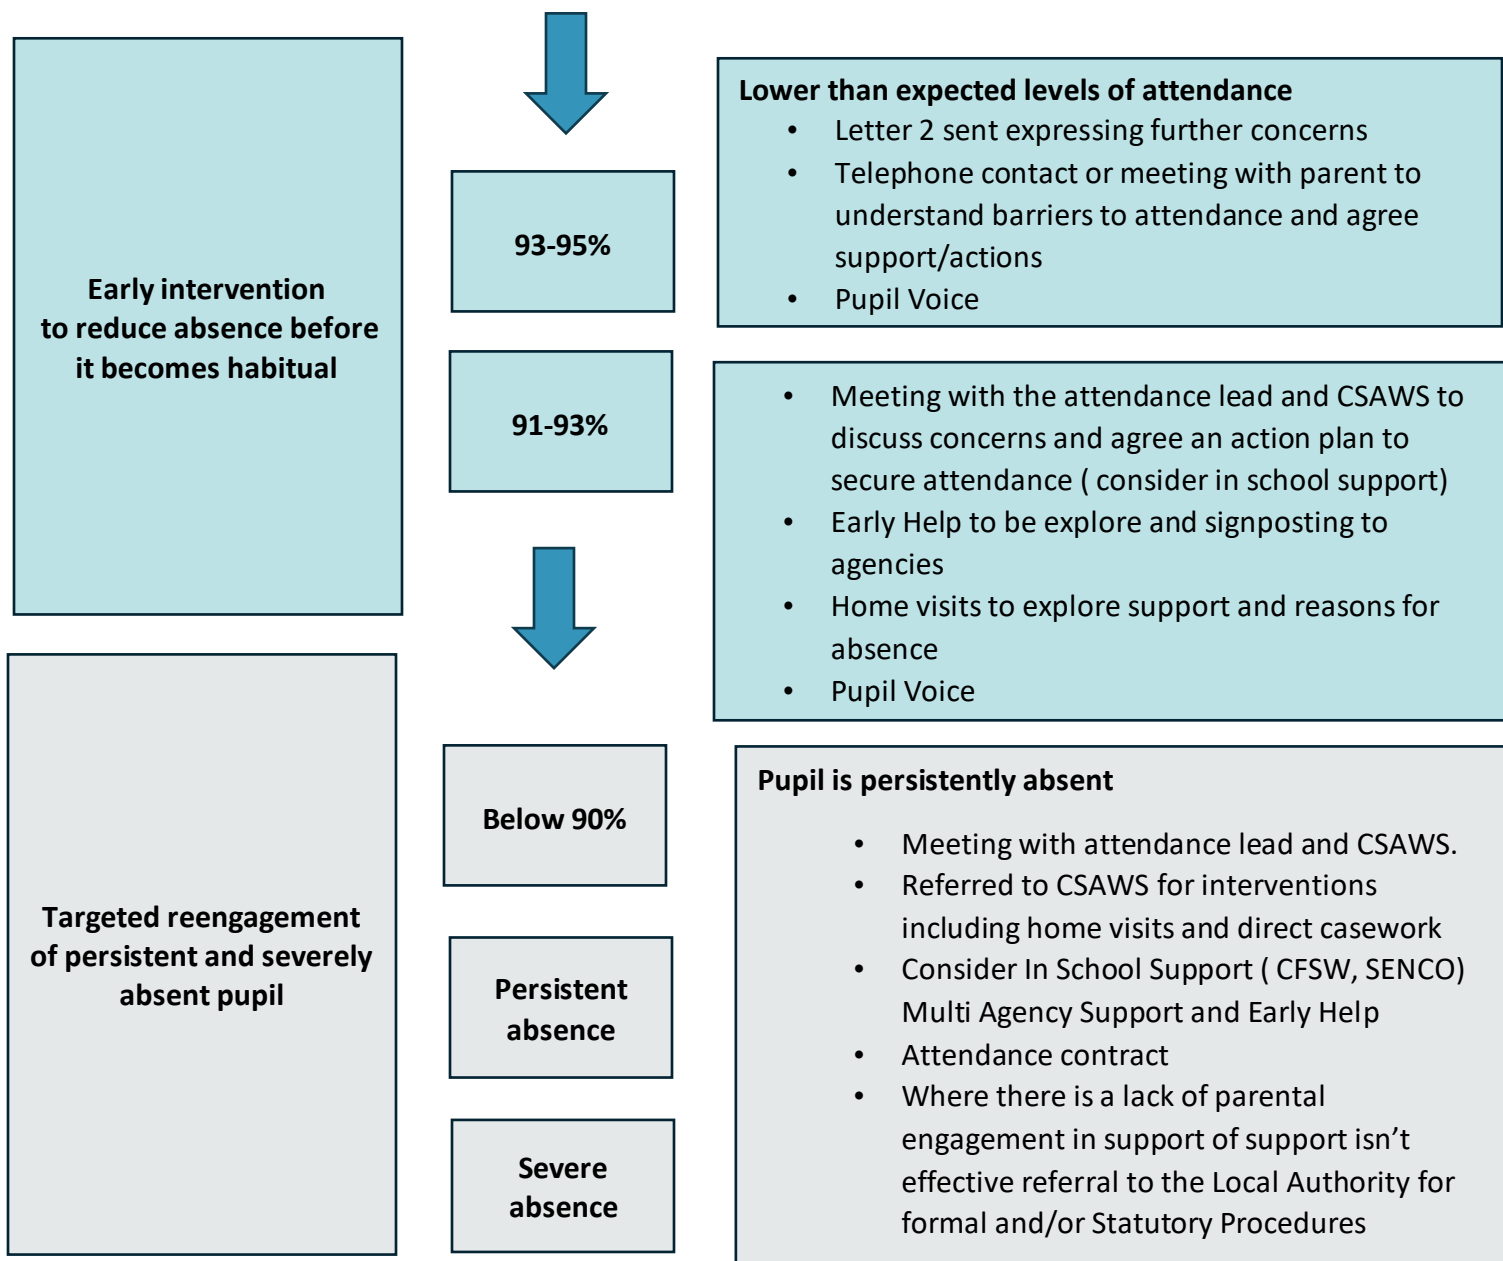 Early intervention
to reduce absence before
it becomes habitual
93-95%
Lower than expected levels of attendance
• Letter 2 sent expressing further concerns
• Telephone contact or meeting with parent to
understand barriers to attendance and agree
support/actions
• Pupil Voice
91-93%
• Meeting with the attendance lead and CSAWS to
discuss concerns and agree an action plan to
secure attendance ( consider in school support)
• Early Help to be explore and signposting to
agencies
• Home visits to explore support and reasons for
absence
• Pupil Voice
Targeted reengagement
of persistent and severely
absent pupil
Below 90%
Persistent
absence
Severe
absence
Pupil is persistently absent
• Meeting with attendance lead and CSAWS.
• Referred to CSAWS for interventions
including home visits and direct casework
• Consider In School Support ( CFSW, SENCO)
Multi Agency Support and Early Help
• Attendance contract
• Where there is a lack of parental
engagement in support of support isn’t
effective referral to the Local Authority for
formal and/or Statutory Procedures